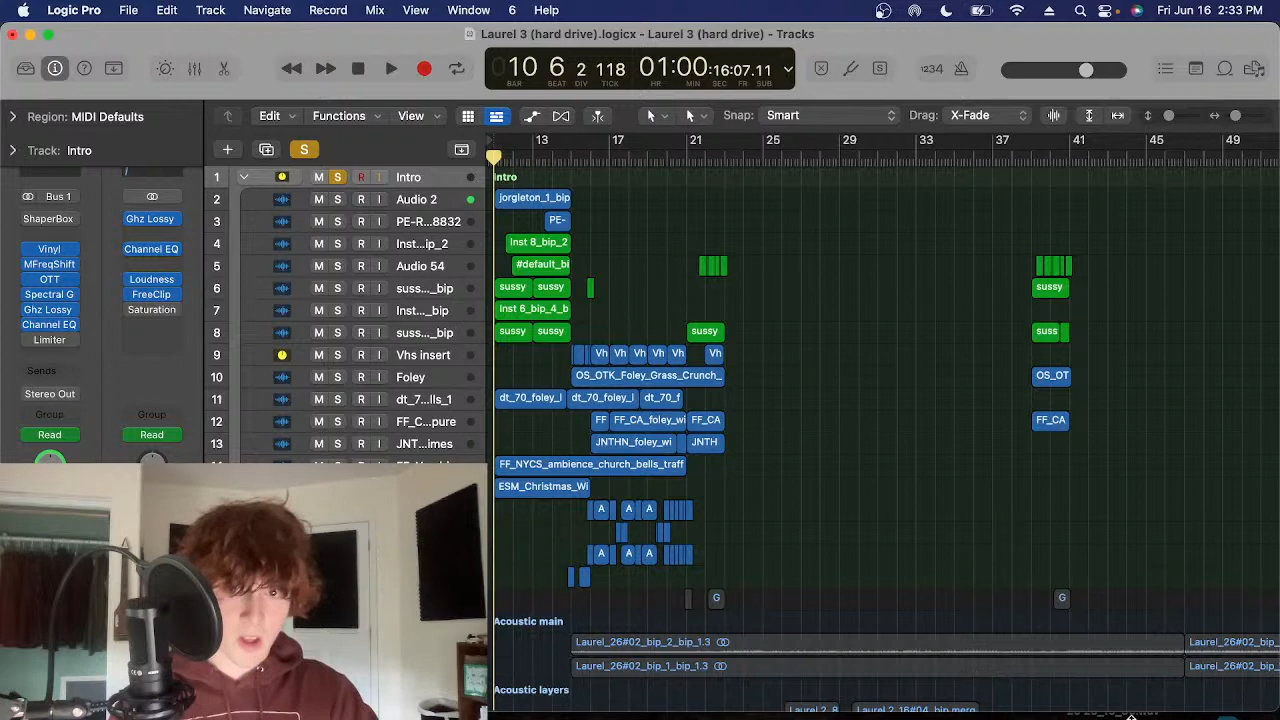 Logic Pro File Edit Track Navigate Record Mix View Window 6 Help Fri Jun 16 2:33 PM
Laurel 3 (hard drive).logicx - Laurel 3 (hard drive) - Tracks
10 6 2 118 01:00:16:07.11
BAR BEAT DIV TICK HR MIN SEC FR SUB
1234
Region: MIDI Defaults
Edit Functions View Snap: Smart Drag: X-Fade
Track: Intro
S
13 17 21 25 29 33 37 41 45 49
1 M S R I Intro
Intro
Bus 1
2 M S R I Audio 2
jorgleton_1_bip
ShaperBox Ghz Lossy
3 M S R I PE-R...8832
PE-
Vinyl Channel EQ
4 M S R I Inst...ip_2
Inst 8_bip_2
MFreqShift
5 M S R I Audio 54
#default_bi
OTT Loudness
6 M S R I suss..._bip
sussy sussy sussy
Spectral G FreeClip
Ghz Lossy Saturation
7 M S R I Inst..._bip
Inst 6_bip_4_b
Channel EQ
8 M S R I suss..._bip
sussy sussy sussy suss
Limiter
9 M S R I Vhs insert
Vh Vh Vh Vh Vh Vh
Sends
10 M S R I Foley
OS_OTK_Foley_Grass_Crunch_ OS_OT
Stereo Out
11 M S R I dt_7...lls_1
dt_70_foley_l dt_70_foley_l dt_70_f
Group Group
12 M S R I FF_C...pure
FF FF_CA_foley_wi FF_CA FF_CA
Read Read
13 M S R I JNT...imes
JNTHN_foley_wi JNTH
FF_NYCS_ambience_church_bells_traff
ESM_Christmas_Wi
A A A
A A A
G G
Acoustic main
Laurel_26#02_bip_2_bip_1.3 Laurel_26#02_bip
Laurel_26#02_bip_1_bip_1.3 Laurel_26#02_bip
Acoustic layers
Laurel 2_8 Laurel 2_16#04_bip merg